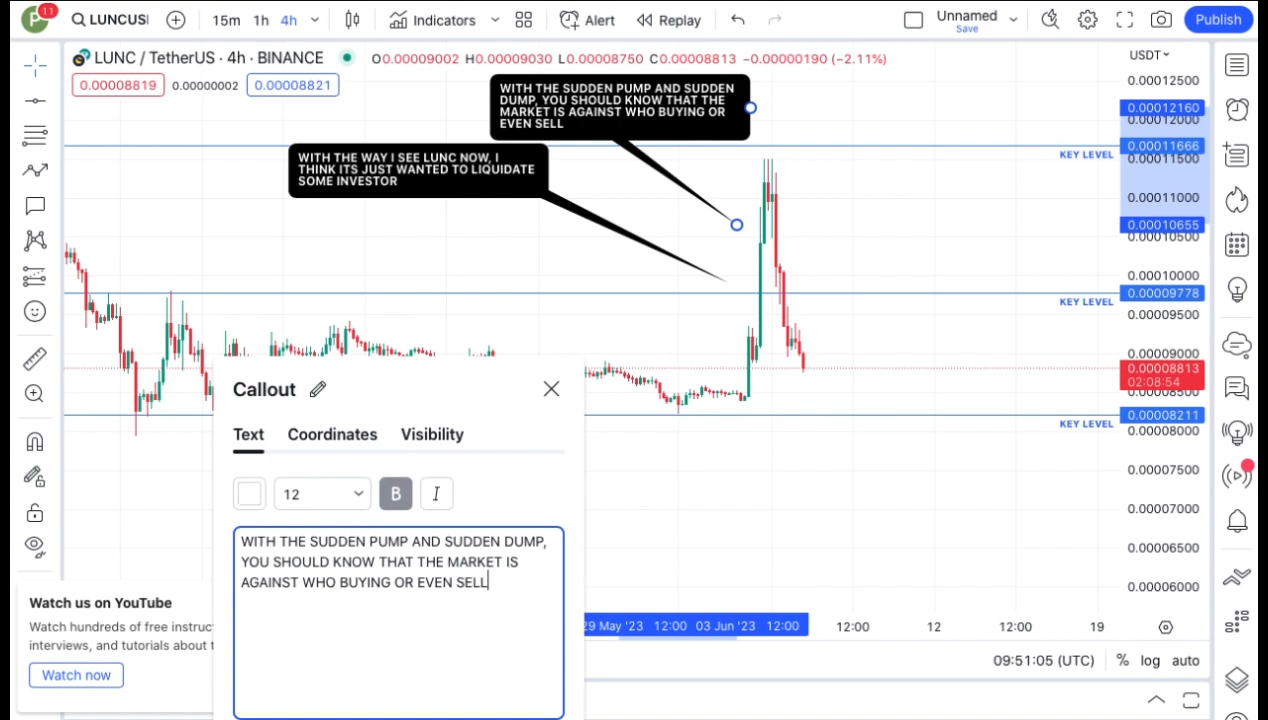 P 11 LUNCUSI 15m 1h 4h Indicators Alert Replay Unnamed Save Publish
LUNC / TetherUS · 4h · BINANCE O0.00009002 H0.00009030 L0.00008750 C0.00008813 −0.00000190 (−2.11%)
USDT
0.00008819 0.00000002 0.00008821
WITH THE SUDDEN PUMP AND SUDDEN
DUMP, YOU SHOULD KNOW THAT THE
MARKET IS AGAINST WHO BUYING OR
EVEN SELL
WITH THE WAY I SEE LUNC NOW, I
THINK ITS JUST WANTED TO LIQUIDATE
SOME INVESTOR
0.00012500
0.00012160
0.00012000
0.00011666
KEY LEVEL
0.00011500
0.00011000
0.00010655
0.00010500
0.00010000
0.00009778
KEY LEVEL
0.00009500
0.00009000
0.00008813
02:08:54
0.00008500
0.00008211
KEY LEVEL
0.00008000
0.00007500
0.00007000
0.00006500
0.00006000
Callout
Text Coordinates Visibility
12 B I
WITH THE SUDDEN PUMP AND SUDDEN DUMP,
YOU SHOULD KNOW THAT THE MARKET IS
AGAINST WHO BUYING OR EVEN SELL
Watch us on YouTube
Watch hundreds of free instruc
interviews, and tutorials about t
Watch now
29 May '23 12:00 03 Jun '23 12:00 12:00 12 12:00 19
09:51:05 (UTC) % log auto